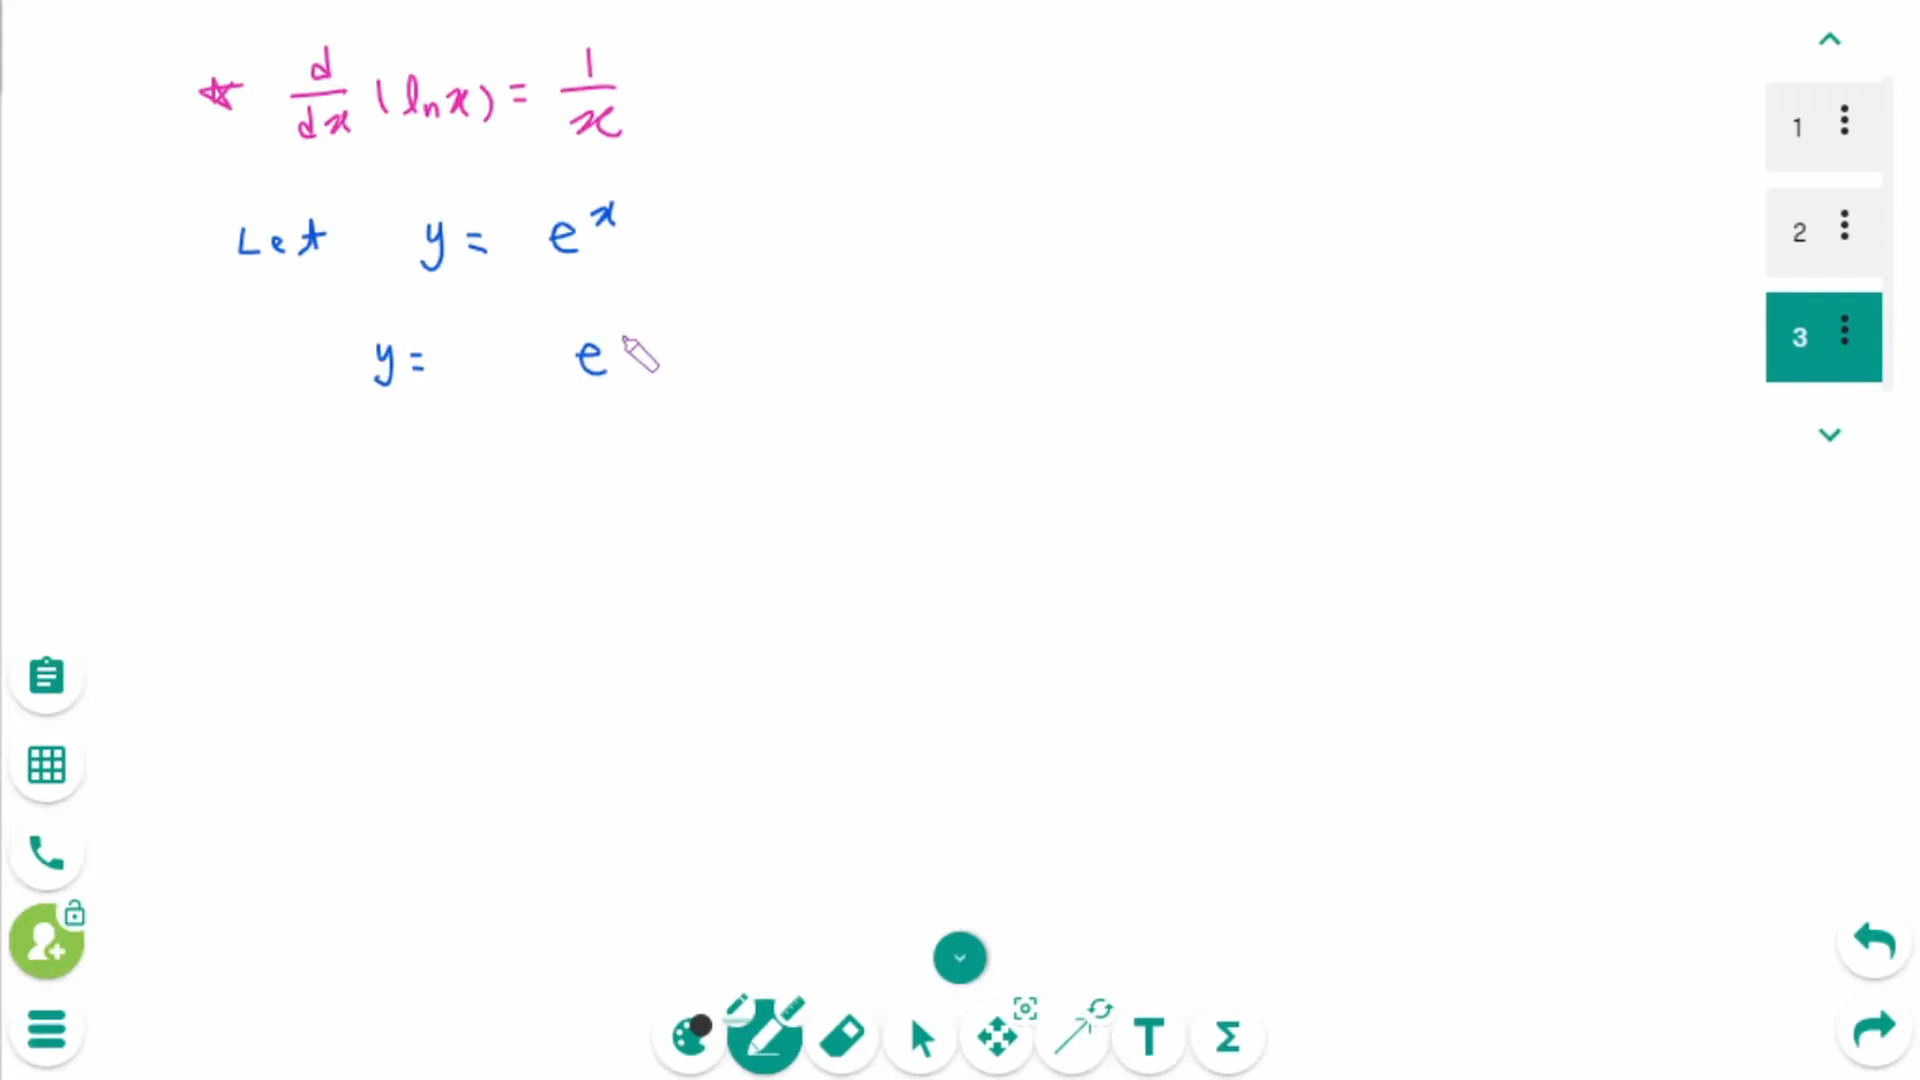 ☆ d/dx (ln x) = 1/x
Let y = e^x
y = e
1
2
3
T
Σ